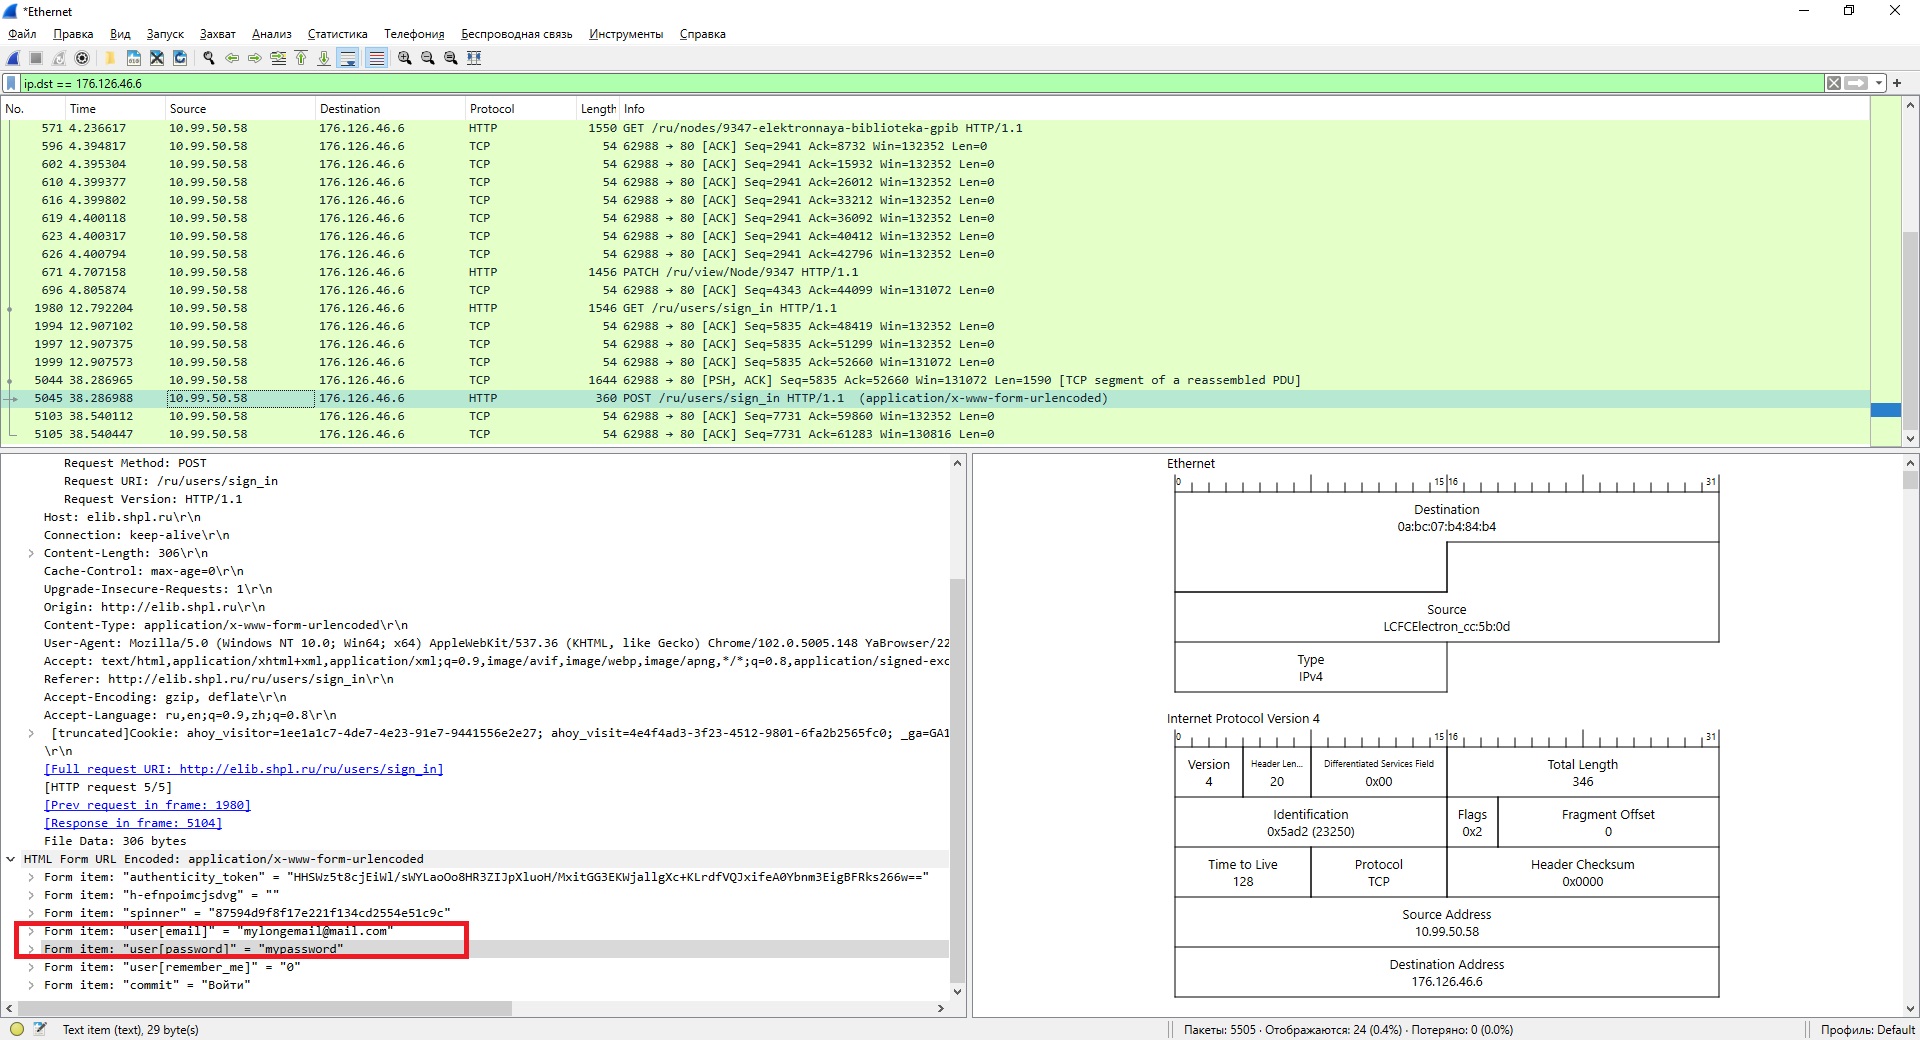 *Ethernet
Файл Правка Вид Запуск Захват Анализ Статистика Телефония Беспроводная связь Инструменты Справка
ip.dst == 176.126.46.6
No. Time Source Destination Protocol Length Info
571 4.236617 10.99.50.58 176.126.46.6 HTTP 1550 GET /ru/nodes/9347-elektronnaya-biblioteka-gpib HTTP/1.1
596 4.394817 10.99.50.58 176.126.46.6 TCP 54 62988 → 80 [ACK] Seq=2941 Ack=8732 Win=132352 Len=0
602 4.395304 10.99.50.58 176.126.46.6 TCP 54 62988 → 80 [ACK] Seq=2941 Ack=15932 Win=132352 Len=0
610 4.399377 10.99.50.58 176.126.46.6 TCP 54 62988 → 80 [ACK] Seq=2941 Ack=26012 Win=132352 Len=0
616 4.399802 10.99.50.58 176.126.46.6 TCP 54 62988 → 80 [ACK] Seq=2941 Ack=33212 Win=132352 Len=0
619 4.400118 10.99.50.58 176.126.46.6 TCP 54 62988 → 80 [ACK] Seq=2941 Ack=36092 Win=132352 Len=0
623 4.400317 10.99.50.58 176.126.46.6 TCP 54 62988 → 80 [ACK] Seq=2941 Ack=40412 Win=132352 Len=0
626 4.400794 10.99.50.58 176.126.46.6 TCP 54 62988 → 80 [ACK] Seq=2941 Ack=42796 Win=132352 Len=0
671 4.707158 10.99.50.58 176.126.46.6 HTTP 1456 PATCH /ru/view/Node/9347 HTTP/1.1
696 4.805874 10.99.50.58 176.126.46.6 TCP 54 62988 → 80 [ACK] Seq=4343 Ack=44099 Win=131072 Len=0
1980 12.792204 10.99.50.58 176.126.46.6 HTTP 1546 GET /ru/users/sign_in HTTP/1.1
1994 12.907102 10.99.50.58 176.126.46.6 TCP 54 62988 → 80 [ACK] Seq=5835 Ack=48419 Win=132352 Len=0
1997 12.907375 10.99.50.58 176.126.46.6 TCP 54 62988 → 80 [ACK] Seq=5835 Ack=51299 Win=132352 Len=0
1999 12.907573 10.99.50.58 176.126.46.6 TCP 54 62988 → 80 [ACK] Seq=5835 Ack=52660 Win=131072 Len=0
5044 38.286965 10.99.50.58 176.126.46.6 TCP 1644 62988 → 80 [PSH, ACK] Seq=5835 Ack=52660 Win=131072 Len=1590 [TCP segment of a reassembled PDU]
5045 38.286988 10.99.50.58 176.126.46.6 HTTP 360 POST /ru/users/sign_in HTTP/1.1 (application/x-www-form-urlencoded)
5103 38.540112 10.99.50.58 176.126.46.6 TCP 54 62988 → 80 [ACK] Seq=7731 Ack=59860 Win=132352 Len=0
5105 38.540447 10.99.50.58 176.126.46.6 TCP 54 62988 → 80 [ACK] Seq=7731 Ack=61283 Win=130816 Len=0
Request Method: POST
Request URI: /ru/users/sign_in
Request Version: HTTP/1.1
Host: elib.shpl.ru\r\n
Connection: keep-alive\r\n
Content-Length: 306\r\n
Cache-Control: max-age=0\r\n
Upgrade-Insecure-Requests: 1\r\n
Origin: http://elib.shpl.ru\r\n
Content-Type: application/x-www-form-urlencoded\r\n
User-Agent: Mozilla/5.0 (Windows NT 10.0; Win64; x64) AppleWebKit/537.36 (KHTML, like Gecko) Chrome/102.0.5005.148 YaBrowser/22
Accept: text/html,application/xhtml+xml,application/xml;q=0.9,image/avif,image/webp,image/apng,*/*;q=0.8,application/signed-exc
Referer: http://elib.shpl.ru/ru/users/sign_in\r\n
Accept-Encoding: gzip, deflate\r\n
Accept-Language: ru,en;q=0.9,zh;q=0.8\r\n
[truncated]Cookie: ahoy_visitor=1ee1a1c7-4de7-4e23-91e7-9441556e2e27; ahoy_visit=4e4f4ad3-3f23-4512-9801-6fa2b2565fc0; _ga=GA1
\r\n
[Full request URI: http://elib.shpl.ru/ru/users/sign_in]
[HTTP request 5/5]
[Prev request in frame: 1980]
[Response in frame: 5104]
File Data: 306 bytes
HTML Form URL Encoded: application/x-www-form-urlencoded
Form item: "authenticity_token" = "HHSWz5t8cjEiWl/sWYLaoOo8HR3ZIJpXluoH/MxitGG3EKWjallgXc+KLrdfVQJxifeA0Ybnm3EigBFRks266w=="
Form item: "h-efnpoimcjsdvg" = ""
Form item: "spinner" = "87594d9f8f17e221f134cd2554e51c9c"
Form item: "user[email]" = "mylongemail@mail.com"
Form item: "user[password]" = "mypassword"
Form item: "user[remember_me]" = "0"
Form item: "commit" = "Войти"
Ethernet
0 15 16 31
Destination
0a:bc:07:b4:84:b4
Source
LCFCElectron_cc:5b:0d
Type
IPv4
Internet Protocol Version 4
0 15 16 31
Version Header Len... Differentiated Services Field Total Length
4 20 0x00 346
Identification Flags Fragment Offset
0x5ad2 (23250) 0x2 0
Time to Live Protocol Header Checksum
128 TCP 0x0000
Source Address
10.99.50.58
Destination Address
176.126.46.6
Text item (text), 29 byte(s) Пакеты: 5505 · Отображаются: 24 (0.4%) · Потеряно: 0 (0.0%) Профиль: Default